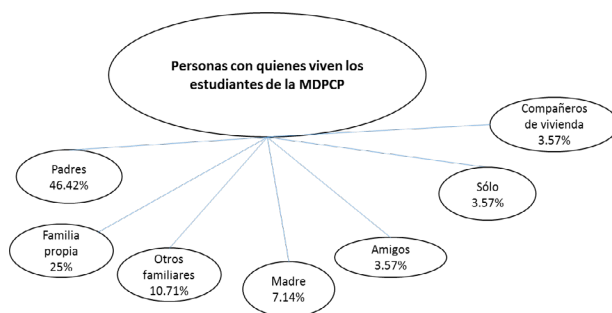 Personas con quienes viven los
estudiantes de la MDPCP
Compañeros
de vivienda
3.57%
Padres
46.42%
Sólo
3.57%
Familia
propia
25%
Otros
familiares
10.71%
Madre
7.14%
Amigos
3.57%